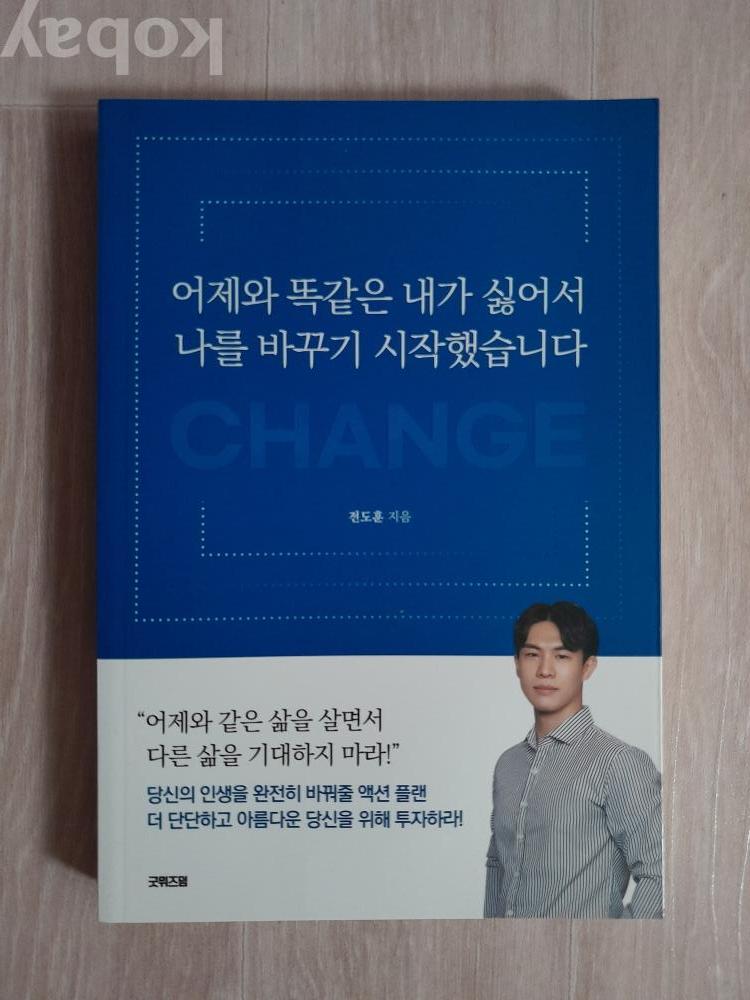 kobay
어제와 똑같은 내가 싫어서
나를 바꾸기 시작했습니다
CHANGE
전도훈 지음
“어제와 같은 삶을 살면서
다른 삶을 기대하지 마라!”
당신의 인생을 완전히 바꿔줄 액션 플랜
더 단단하고 아름다운 당신을 위해 투자하라!
굿위즈덤